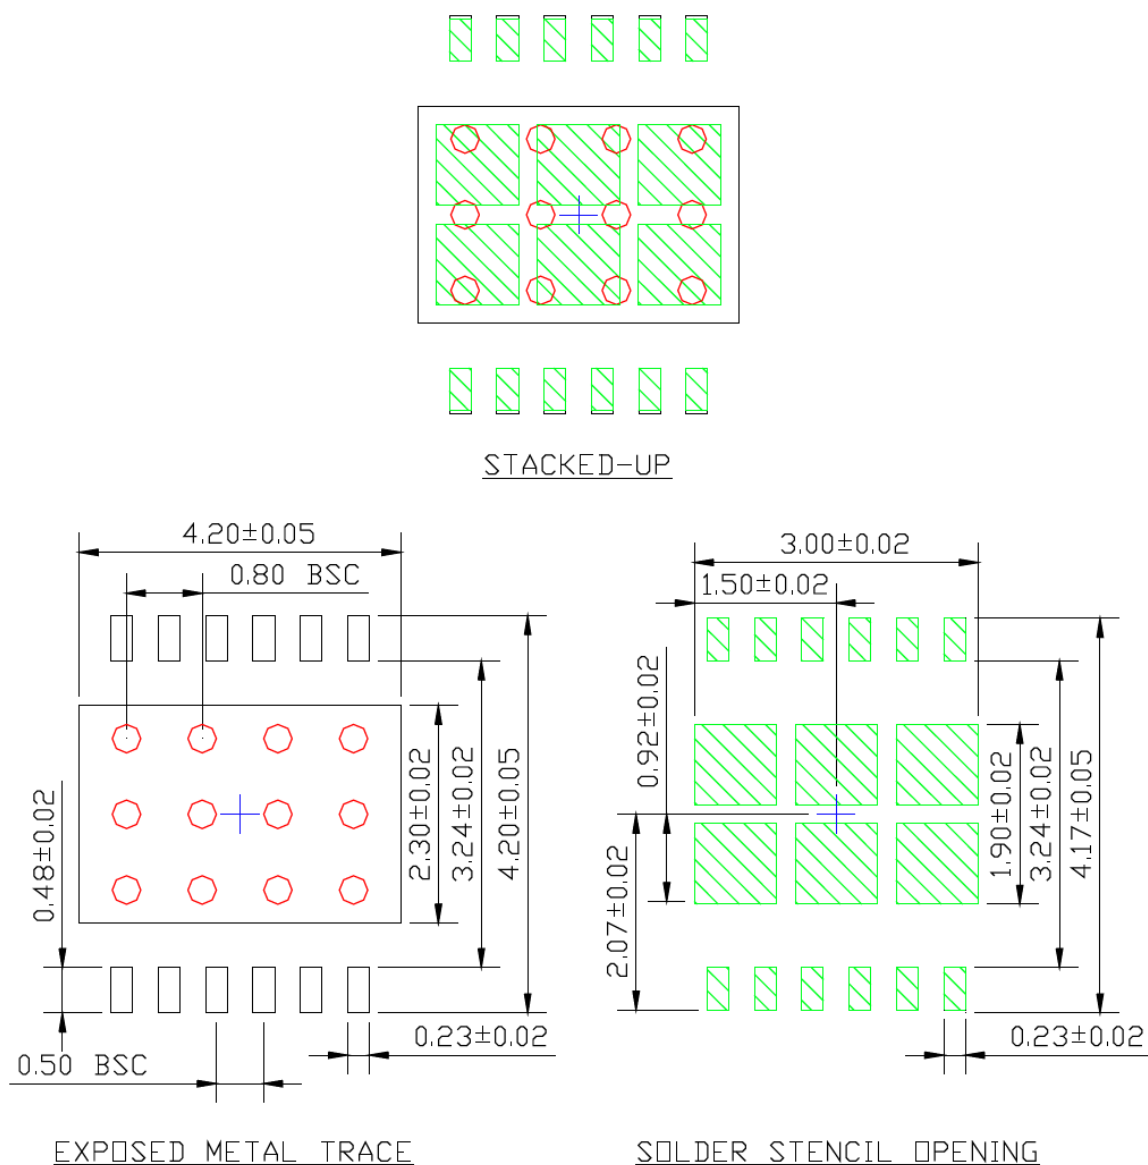 STACKED-UP
4.20±0.05
0.80 BSC
0.48±0.02
2.30±0.02
3.24±0.02
4.20±0.05
0.50 BSC
0.23±0.02
EXPOSED METAL TRACE
3.00±0.02
1.50±0.02
0.92±0.02
2.07±0.02
1.90±0.02
3.24±0.02
4.17±0.05
0.23±0.02
SOLDER STENCIL OPENING